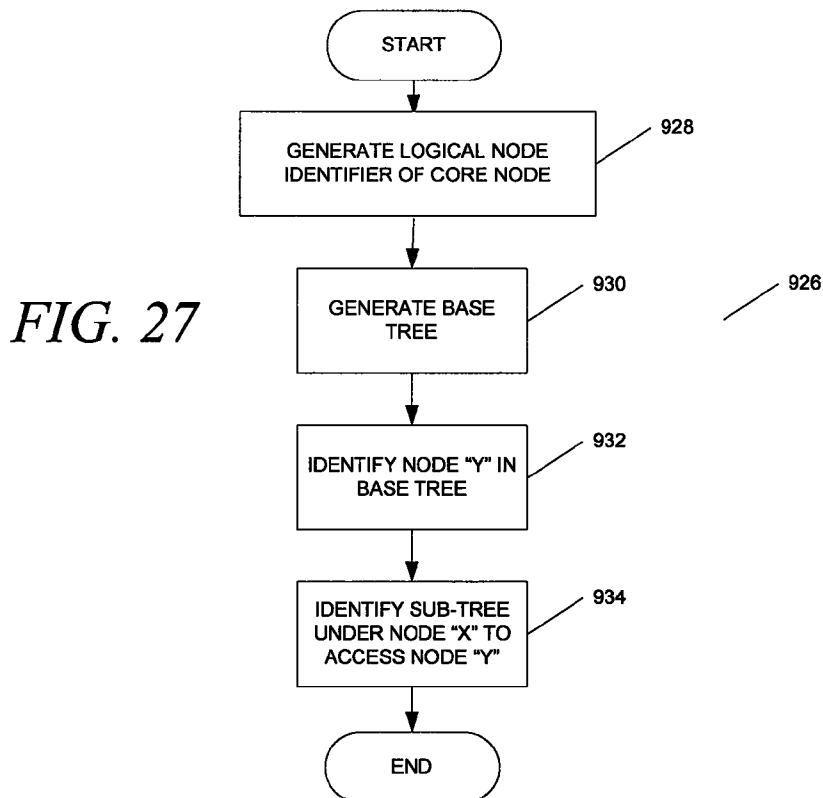 START
GENERATE LOGICAL NODE
IDENTIFIER OF CORE NODE
928
GENERATE BASE
TREE
930
926
FIG. 27
IDENTIFY NODE "Y" IN
BASE TREE
932
IDENTIFY SUB-TREE
UNDER NODE "X" TO
ACCESS NODE "Y"
934
END